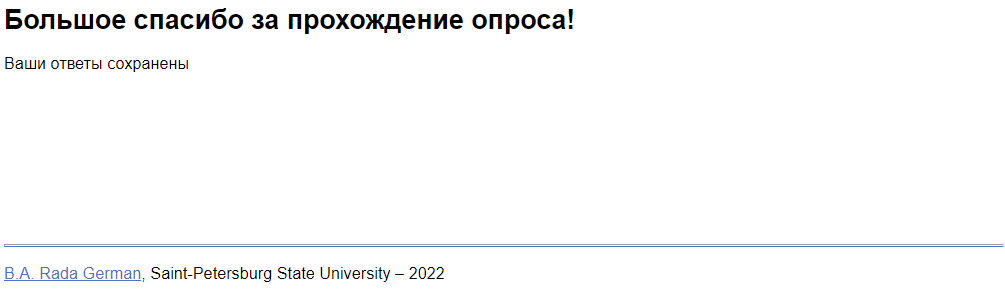 Большое спасибо за прохождение опроса!
Ваши ответы сохранены
B.A. Rada German, Saint-Petersburg State University – 2022